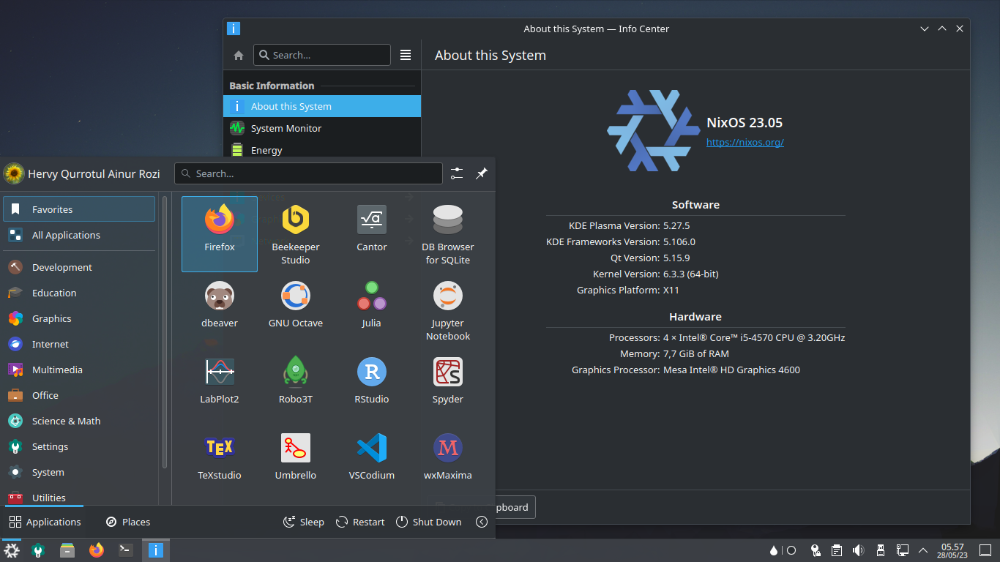 About this System — Info Center
Search...
About this System
Basic Information
About this System
System Monitor
Energy
NixOS 23.05
https://nixos.org/
Software
KDE Plasma Version: 5.27.5
KDE Frameworks Version: 5.106.0
Qt Version: 5.15.9
Kernel Version: 6.3.3 (64-bit)
Graphics Platform: X11
Hardware
Processors: 4 × Intel® Core™ i5-4570 CPU @ 3.20GHz
Memory: 7,7 GiB of RAM
Graphics Processor: Mesa Intel® HD Graphics 4600
pboard
Hervy Qurrotul Ainur Rozi
Search...
Favorites
All Applications
Development
Education
Graphics
Internet
Multimedia
Office
Science & Math
Settings
System
Utilities
Firefox
Beekeeper
Studio
Cantor
DB Browser
for SQLite
dbeaver
GNU Octave
Julia
Jupyter
Notebook
LabPlot2
Robo3T
RStudio
Spyder
TeXstudio
Umbrello
VSCodium
wxMaxima
Applications
Places
Sleep
Restart
Shut Down
05.57
28/05/23